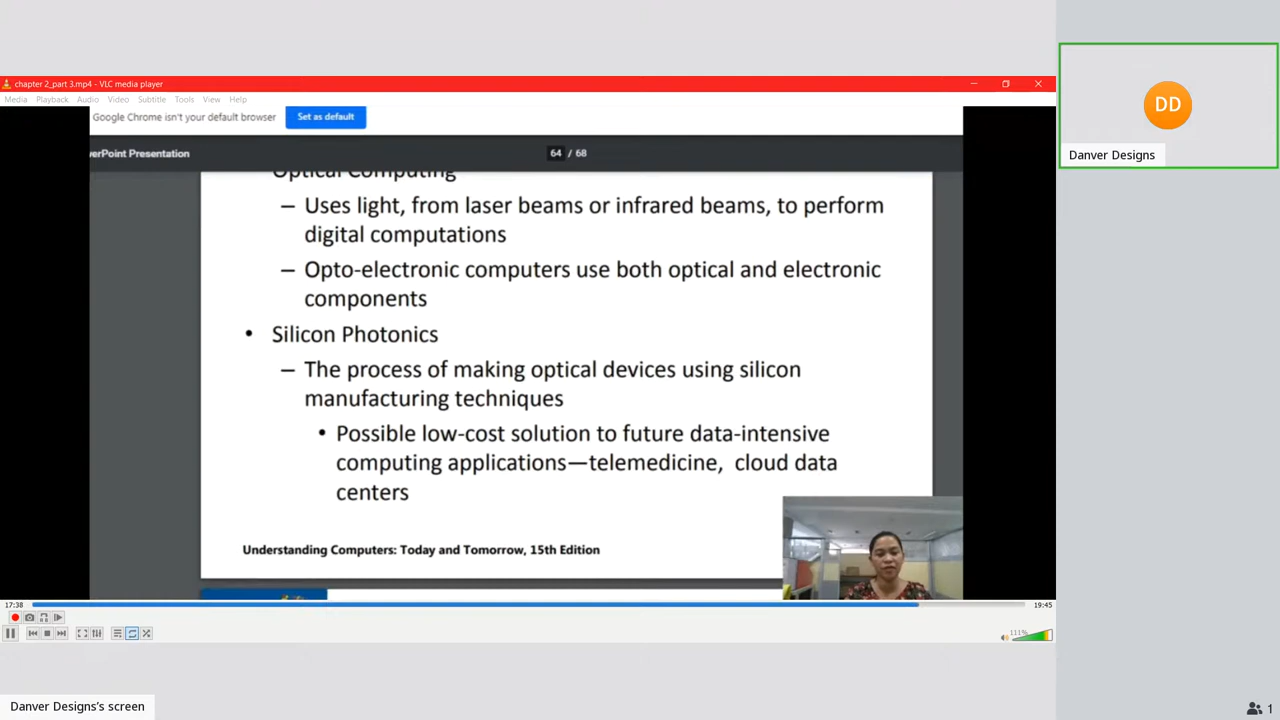 chapter 2_part 3.mp4 - VLC media player
Media Playback Audio Video Subtitle Tools View Help
Google Chrome isn't your default browser
Set as default
verPoint Presentation
64 / 68
Optical Computing
– Uses light, from laser beams or infrared beams, to perform
digital computations
– Opto-electronic computers use both optical and electronic
components
• Silicon Photonics
– The process of making optical devices using silicon
manufacturing techniques
• Possible low-cost solution to future data-intensive
computing applications—telemedicine, cloud data
centers
Understanding Computers: Today and Tomorrow, 15th Edition
17:38
19:45
111%
DD
Danver Designs
Danver Designs's screen
1